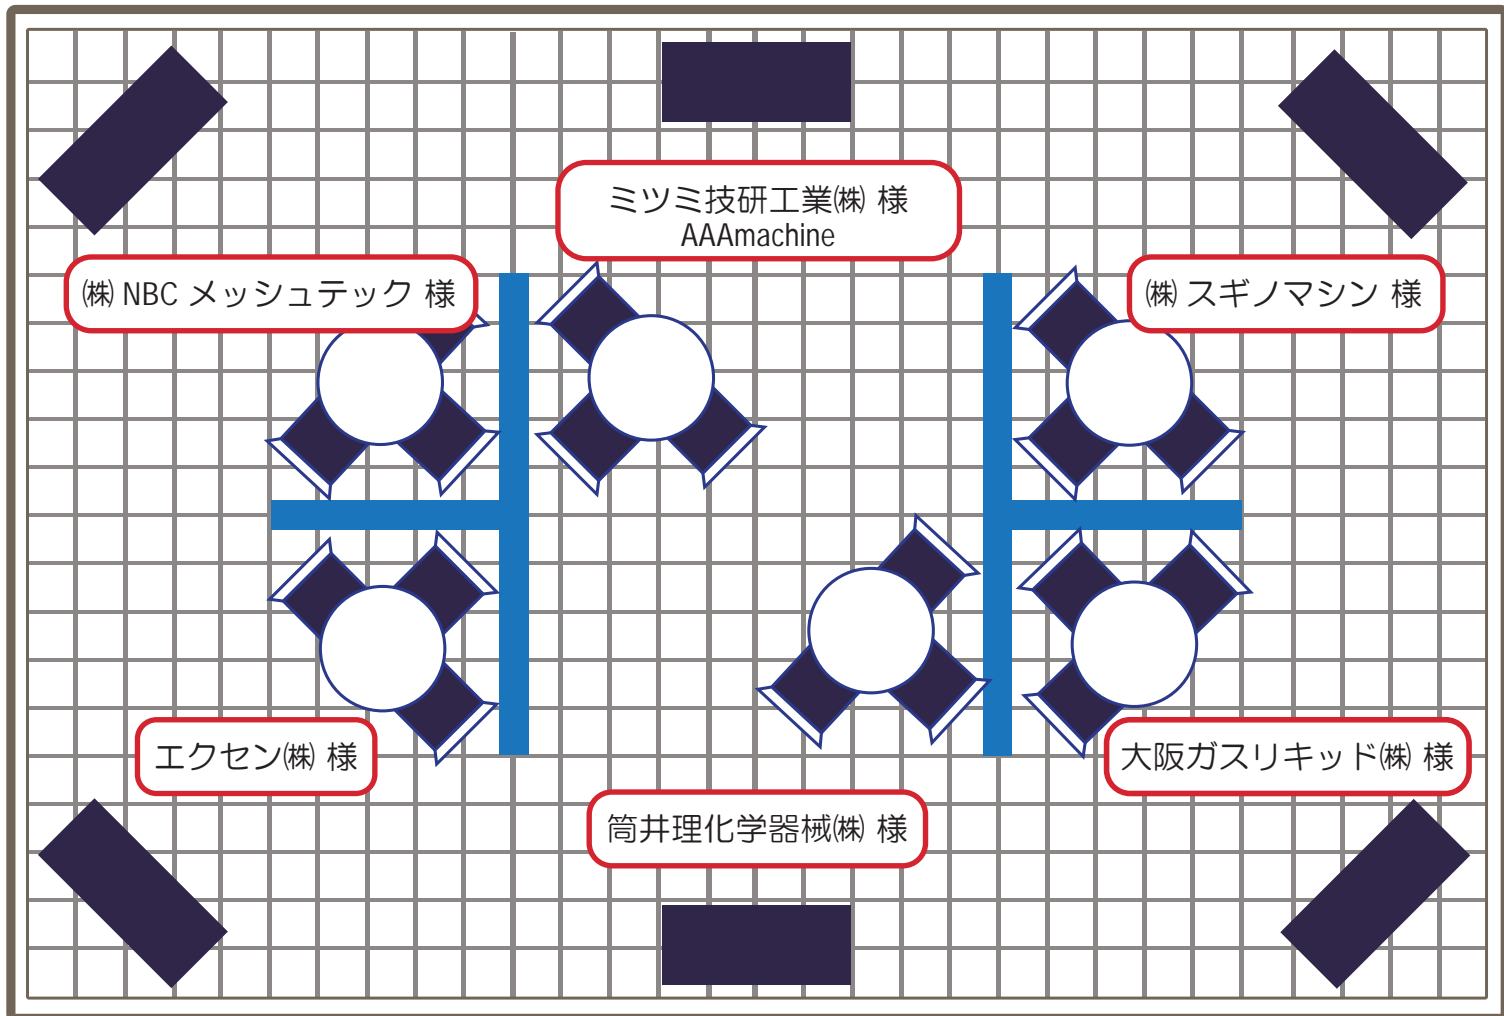 ミツミ技研工業㈱ 様
AAAmachine
㈱ NBC メッシュテック 様
㈱ スギノマシン 様
エクセン㈱ 様
大阪ガスリキッド㈱ 様
筒井理化学器械㈱ 様